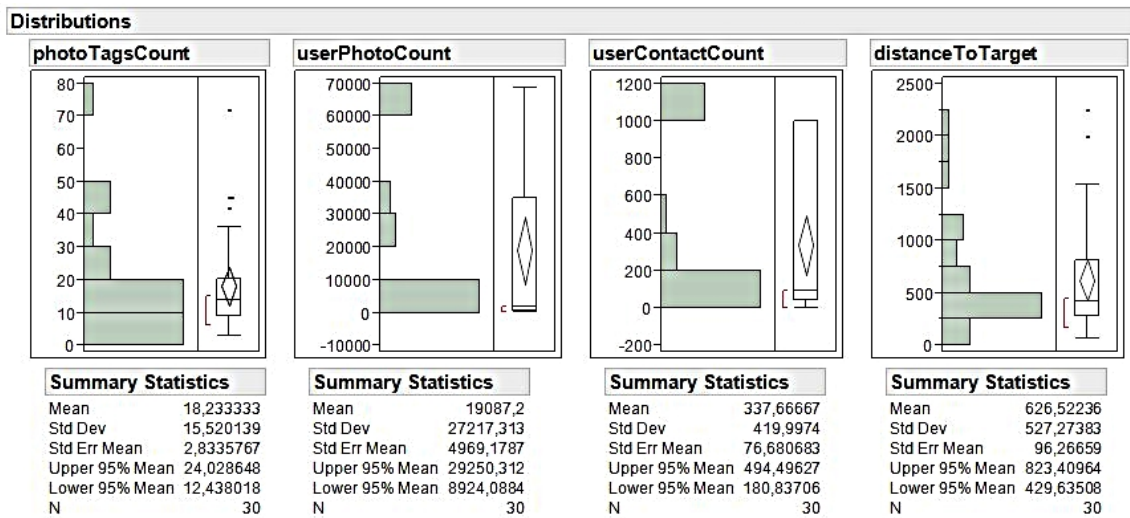 Distributions
photoTagsCount
80
70
60
50
40
30
20
10
0
Summary Statistics
Mean 18,233333
Std Dev 15,520139
Std Err Mean 2,8335767
Upper 95% Mean 24,028648
Lower 95% Mean 12,438018
N 30
userPhotoCount
70000
60000
50000
40000
30000
20000
10000
0
-10000
Summary Statistics
Mean 19087,2
Std Dev 27217,313
Std Err Mean 4969,1787
Upper 95% Mean 29250,312
Lower 95% Mean 8924,0884
N 30
userContactCount
1200
1000
800
600
400
200
0
-200
Summary Statistics
Mean 337,66667
Std Dev 419,9974
Std Err Mean 76,680683
Upper 95% Mean 494,49627
Lower 95% Mean 180,83706
N 30
distanceToTarget
2500
2000
1500
1000
500
0
Summary Statistics
Mean 626,52236
Std Dev 527,27383
Std Err Mean 96,26659
Upper 95% Mean 823,40964
Lower 95% Mean 429,63508
N 30